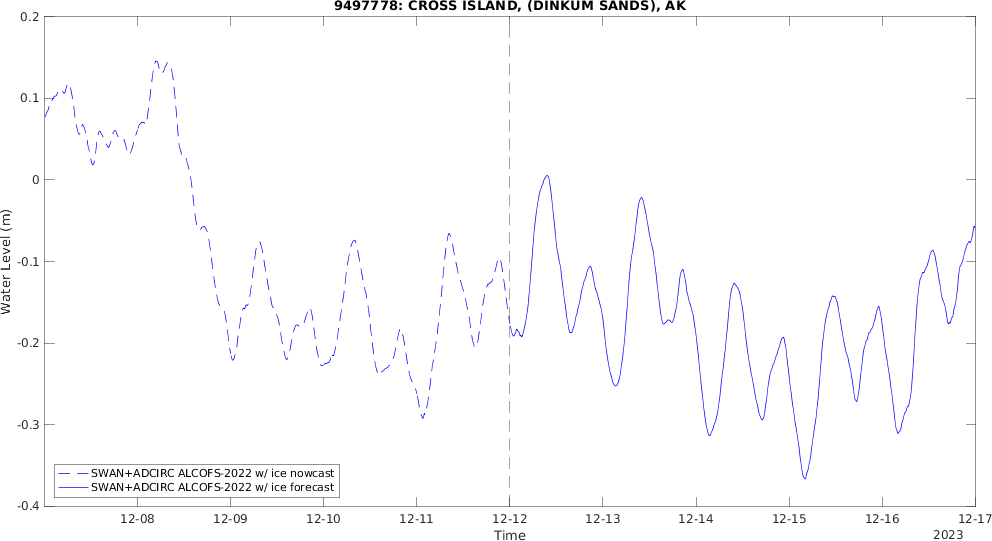 9497778: CROSS ISLAND, (DINKUM SANDS), AK
0.2
0.1
0
-0.1
-0.2
-0.3
-0.4
Water Level (m)
SWAN+ADCIRC ALCOFS-2022 w/ ice nowcast
SWAN+ADCIRC ALCOFS-2022 w/ ice forecast
12-08 12-09 12-10 12-11 12-12 12-13 12-14 12-15 12-16 12-17
Time
2023